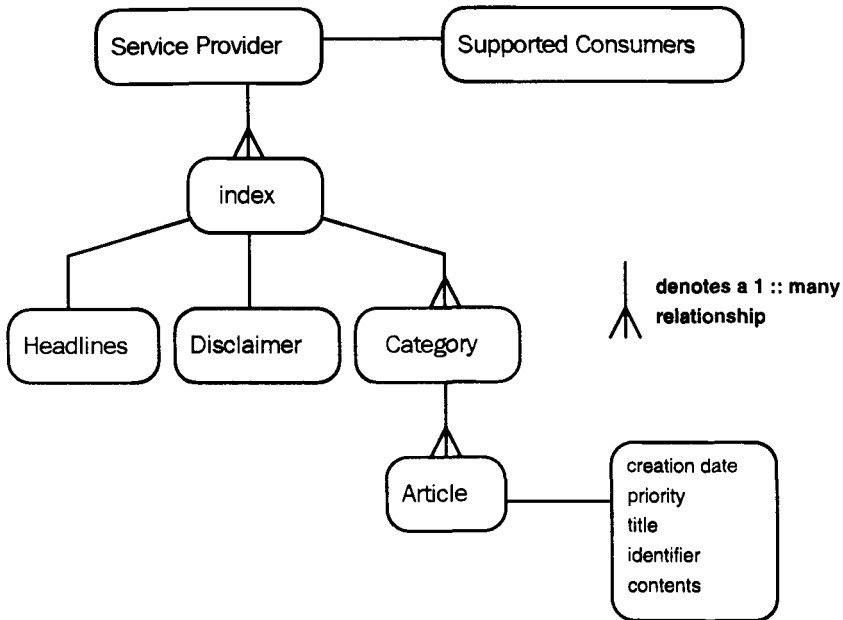 Service Provider
Supported Consumers
index
Headlines
Disclaimer
Category
denotes a 1 :: many
relationship
Article
creation date
priority
title
identifier
contents